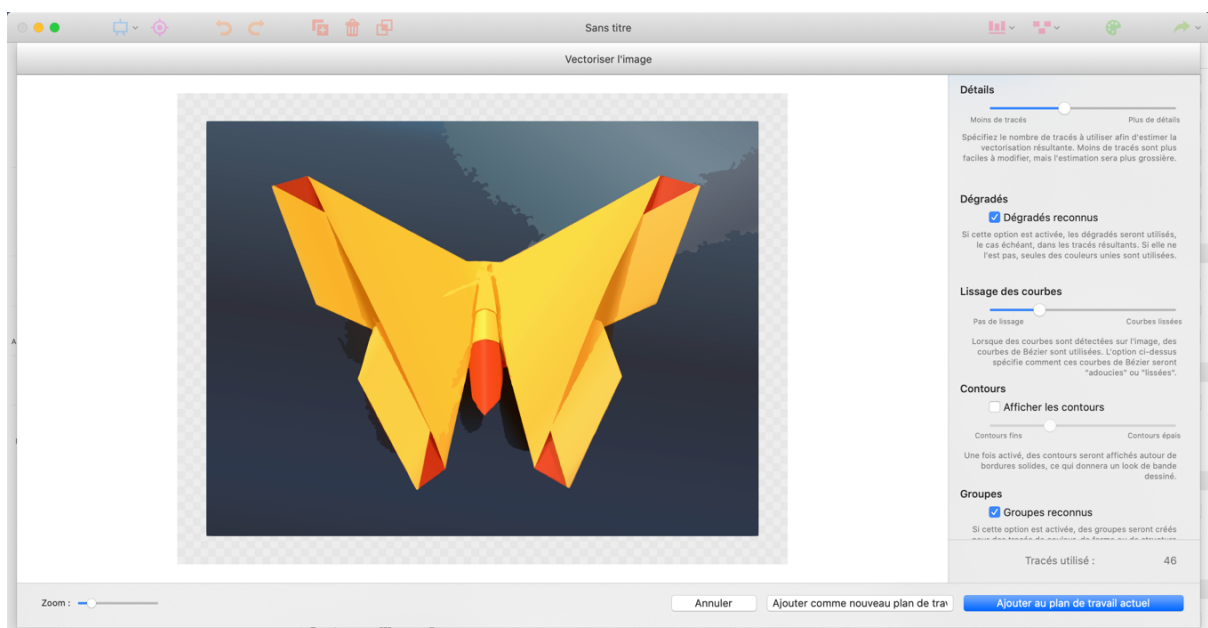 Sans titre
Vectoriser l'image
Détails
Moins de tracés Plus de détails
Spécifiez le nombre de tracés à utiliser afin d'estimer la
vectorisation résultante. Moins de tracés sont plus
faciles à modifier, mais l'estimation sera plus grossière.
Dégradés
Dégradés reconnus
Si cette option est activée, les dégradés seront utilisés,
le cas échéant, dans les tracés résultants. Si elle ne
l'est pas, seules des couleurs unies sont utilisées.
Lissage des courbes
Pas de lissage Courbes lissées
Lorsque des courbes sont détectées sur l'image, des
courbes de Bézier sont utilisées. L'option ci-dessus
spécifie comment ces courbes de Bézier seront
"adoucies" ou "lissées".
Contours
Afficher les contours
Contours fins Contours épais
Une fois activé, des contours seront affichés autour de
bordures solides, ce qui donnera un look de bande
dessiné.
Groupes
Groupes reconnus
Si cette option est activée, des groupes seront créés
Tracés utilisé : 46
Zoom :
Annuler
Ajouter comme nouveau plan de trav
Ajouter au plan de travail actuel